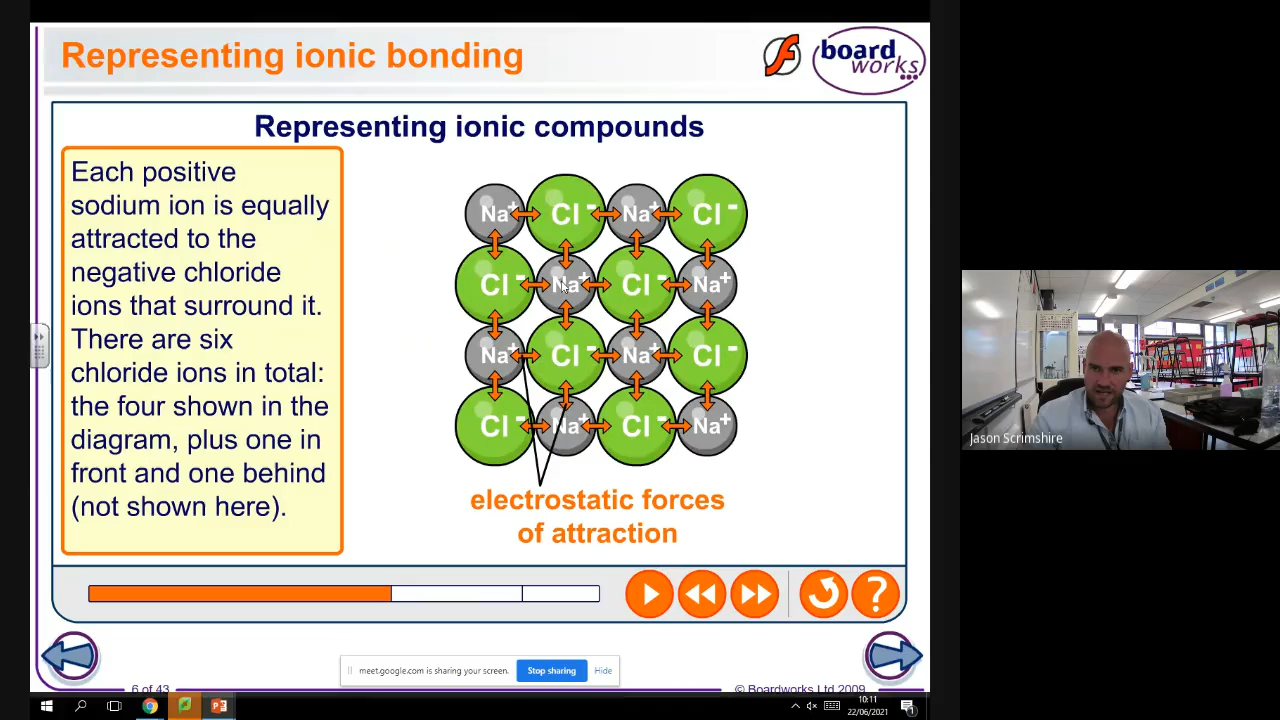 Representing ionic bonding
board
works
Representing ionic compounds
Each positive
sodium ion is equally
attracted to the
negative chloride
ions that surround it.
There are six
chloride ions in total:
the four shown in the
diagram, plus one in
front and one behind
(not shown here).
Na+ Cl- Na+ Cl-
Cl- Na+ Cl- Na+
Na+ Cl- Na+ Cl-
Cl- Na+ Cl- Na+
electrostatic forces
of attraction
?
Jason Scrimshire
meet.google.com is sharing your screen. Stop sharing Hide
6 of 43
© Boardworks Ltd 2009
10:11
22/06/2021
1